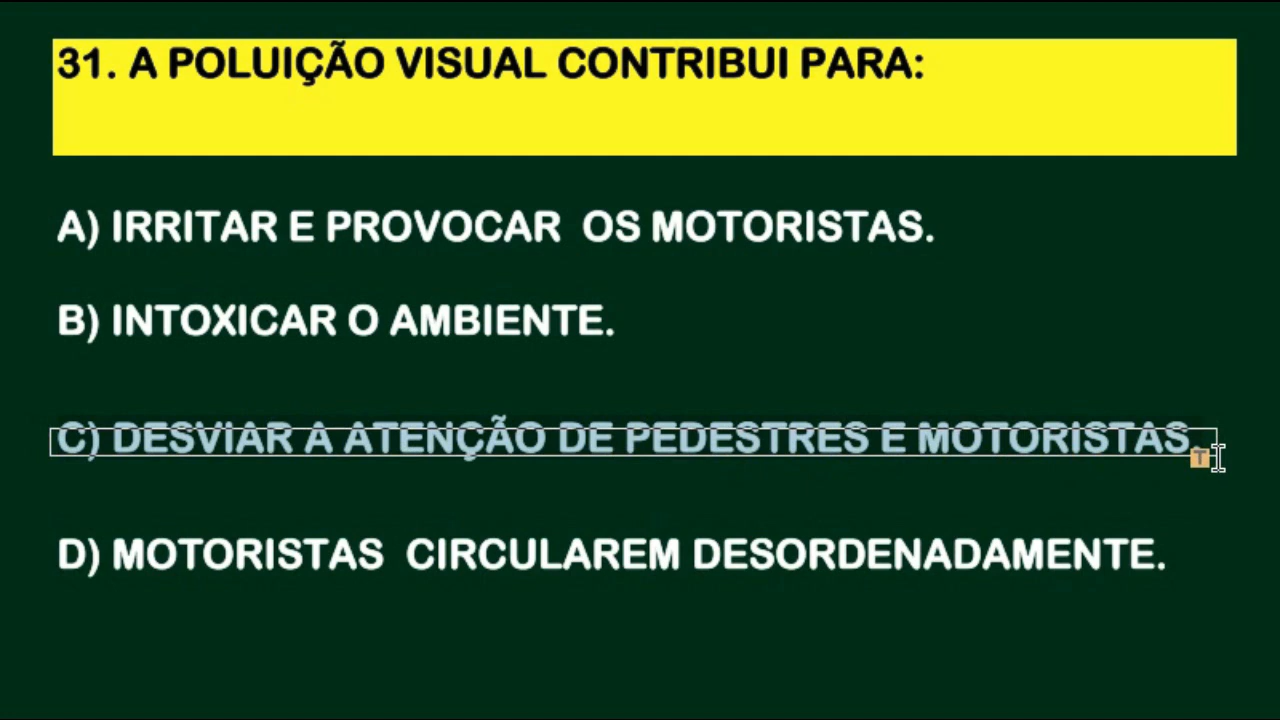 31. A POLUIÇÃO VISUAL CONTRIBUI PARA:
A) IRRITAR E PROVOCAR  OS MOTORISTAS.
B) INTOXICAR O AMBIENTE.
C) DESVIAR A ATENÇÃO DE PEDESTRES E MOTORISTAS.
T
D) MOTORISTAS  CIRCULAREM DESORDENADAMENTE.